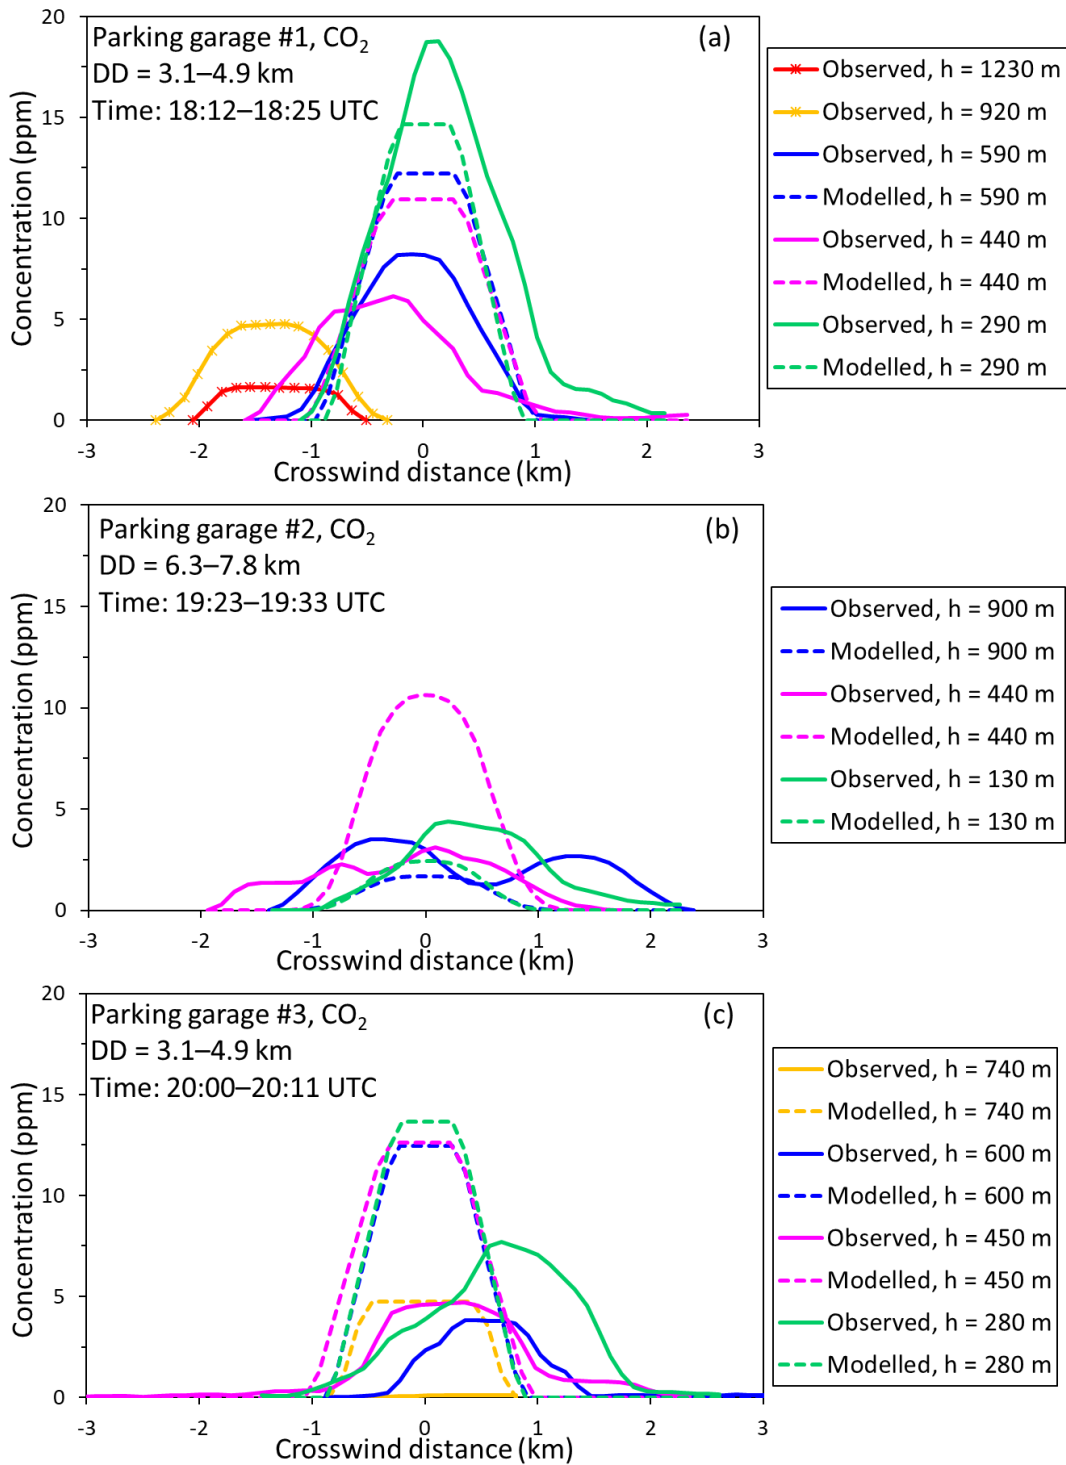 Parking garage #1, CO2
DD = 3.1–4.9 km
Time: 18:12–18:25 UTC
(a)
Concentration (ppm)
20
15
10
5
0
-3 -2 -1 0 1 2 3
Crosswind distance (km)
Observed, h = 1230 m
Observed, h = 920 m
Observed, h = 590 m
Modelled, h = 590 m
Observed, h = 440 m
Modelled, h = 440 m
Observed, h = 290 m
Modelled, h = 290 m
Parking garage #2, CO2
DD = 6.3–7.8 km
Time: 19:23–19:33 UTC
(b)
Concentration (ppm)
20
15
10
5
0
-3 -2 -1 0 1 2 3
Crosswind distance (km)
Observed, h = 900 m
Modelled, h = 900 m
Observed, h = 440 m
Modelled, h = 440 m
Observed, h = 130 m
Modelled, h = 130 m
Parking garage #3, CO2
DD = 3.1–4.9 km
Time: 20:00–20:11 UTC
(c)
Concentration (ppm)
20
15
10
5
0
-3 -2 -1 0 1 2 3
Crosswind distance (km)
Observed, h = 740 m
Modelled, h = 740 m
Observed, h = 600 m
Modelled, h = 600 m
Observed, h = 450 m
Modelled, h = 450 m
Observed, h = 280 m
Modelled, h = 280 m